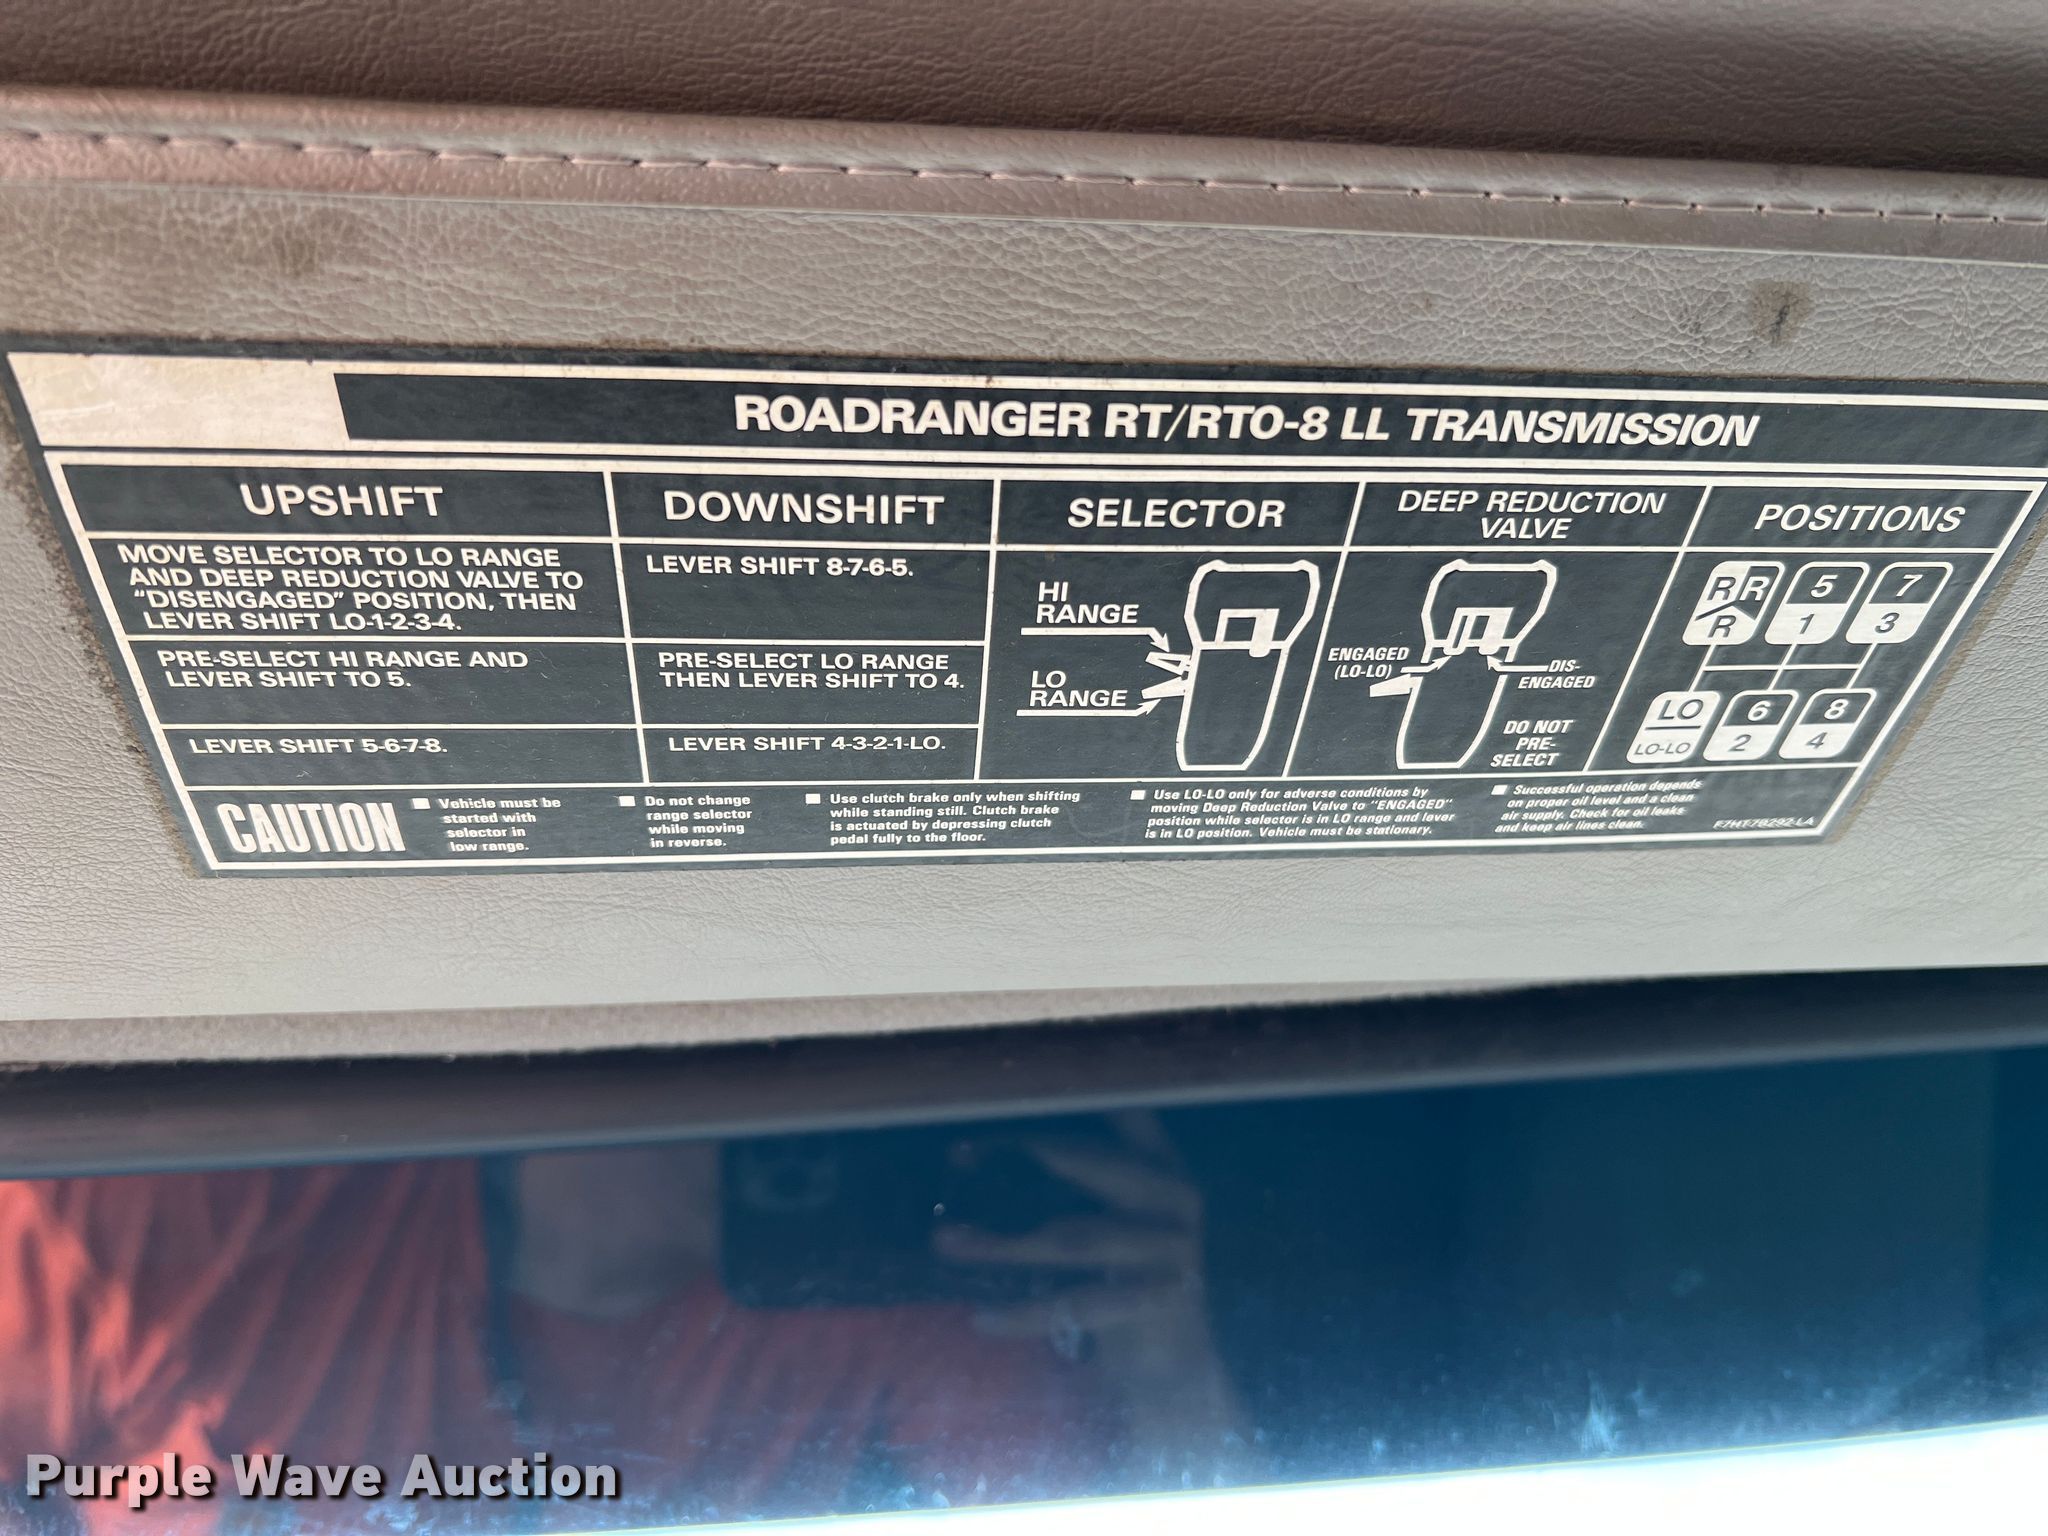 ROADRANGER RT/RTO-8 LL TRANSMISSION
UPSHIFT
MOVE SELECTOR TO LO RANGE
AND DEEP REDUCTION VALVE TO
"DISENGAGED" POSITION, THEN
LEVER SHIFT LO-1-2-3-4.
PRE-SELECT HI RANGE AND
LEVER SHIFT TO 5.
LEVER SHIFT 5-6-7-8.
DOWNSHIFT
LEVER SHIFT 8-7-6-5.
PRE-SELECT LO RANGE
THEN LEVER SHIFT TO 4.
LEVER SHIFT 4-3-2-1-LO.
SELECTOR
HI
RANGE
LO
RANGE
DEEP REDUCTION
VALVE
ENGAGED
(LO-LO)
DIS-
ENGAGED
DO NOT
PRE-
SELECT
POSITIONS
R R 5 7
R 1 3
LO 6 8
LO-LO 2 4
CAUTION
Vehicle must be
started with
selector in
low range.
Do not change
range selector
while moving
in reverse.
Use clutch brake only when shifting
while standing still. Clutch brake
is actuated by depressing clutch
pedal fully to the floor.
Use LO-LO only for adverse conditions by
moving Deep Reduction Valve to "ENGAGED"
position while selector is in LO range and lever
is in LO position. Vehicle must be stationary.
Successful operation depends
on proper oil level and a clean
air supply. Check for oil leaks
and keep air lines clean.
F7HT-7B292-LA
Purple Wave Auction